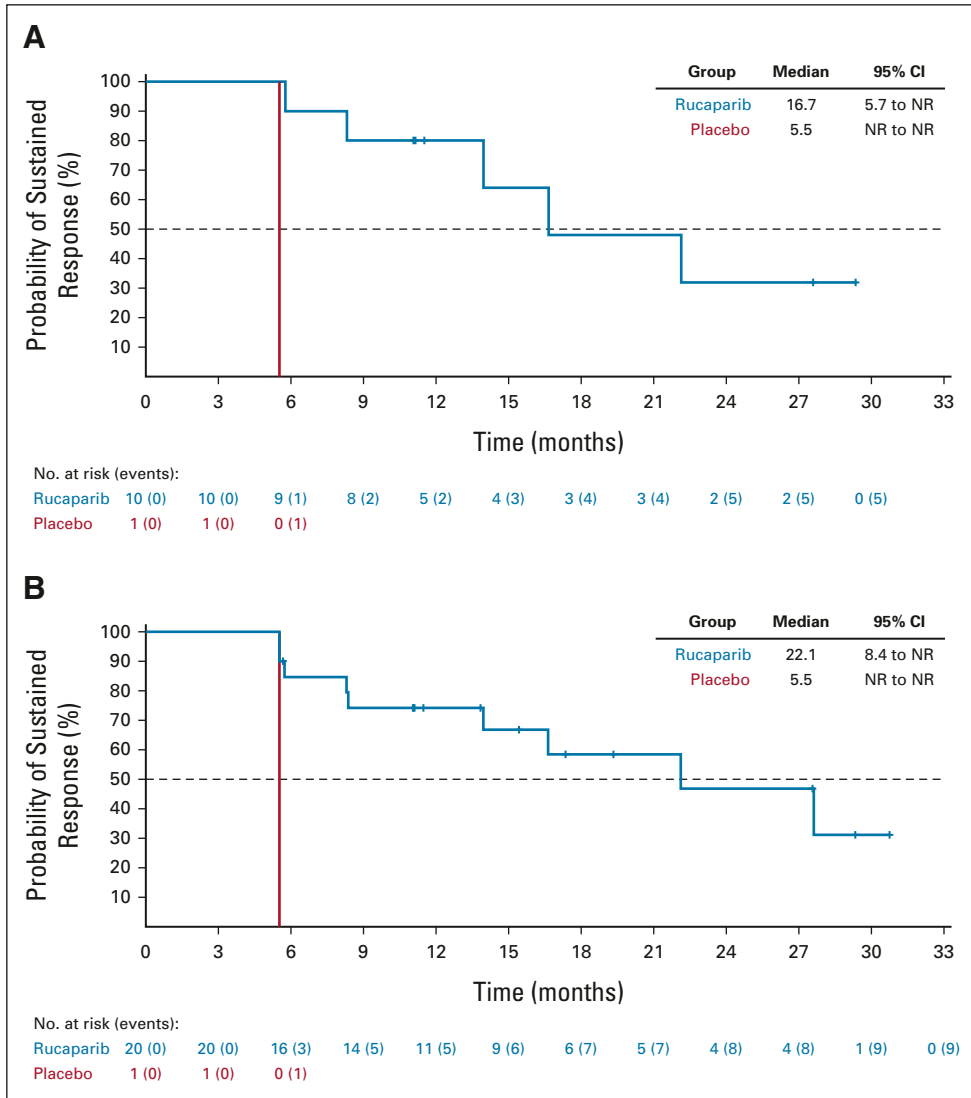 A
Group Median 95% CI
Rucaparib 16.7 5.7 to NR
Placebo 5.5 NR to NR
Probability of Sustained
Response (%)
100
90
80
70
60
50
40
30
20
10
0 3 6 9 12 15 18 21 24 27 30 33
Time (months)
No. at risk (events):
Rucaparib 10 (0) 10 (0) 9 (1) 8 (2) 5 (2) 4 (3) 3 (4) 3 (4) 2 (5) 2 (5) 0 (5)
Placebo 1 (0) 1 (0) 0 (1)
B
Group Median 95% CI
Rucaparib 22.1 8.4 to NR
Placebo 5.5 NR to NR
Probability of Sustained
Response (%)
100
90
80
70
60
50
40
30
20
10
0 3 6 9 12 15 18 21 24 27 30 33
Time (months)
No. at risk (events):
Rucaparib 20 (0) 20 (0) 16 (3) 14 (5) 11 (5) 9 (6) 6 (7) 5 (7) 4 (8) 4 (8) 1 (9) 0 (9)
Placebo 1 (0) 1 (0) 0 (1)